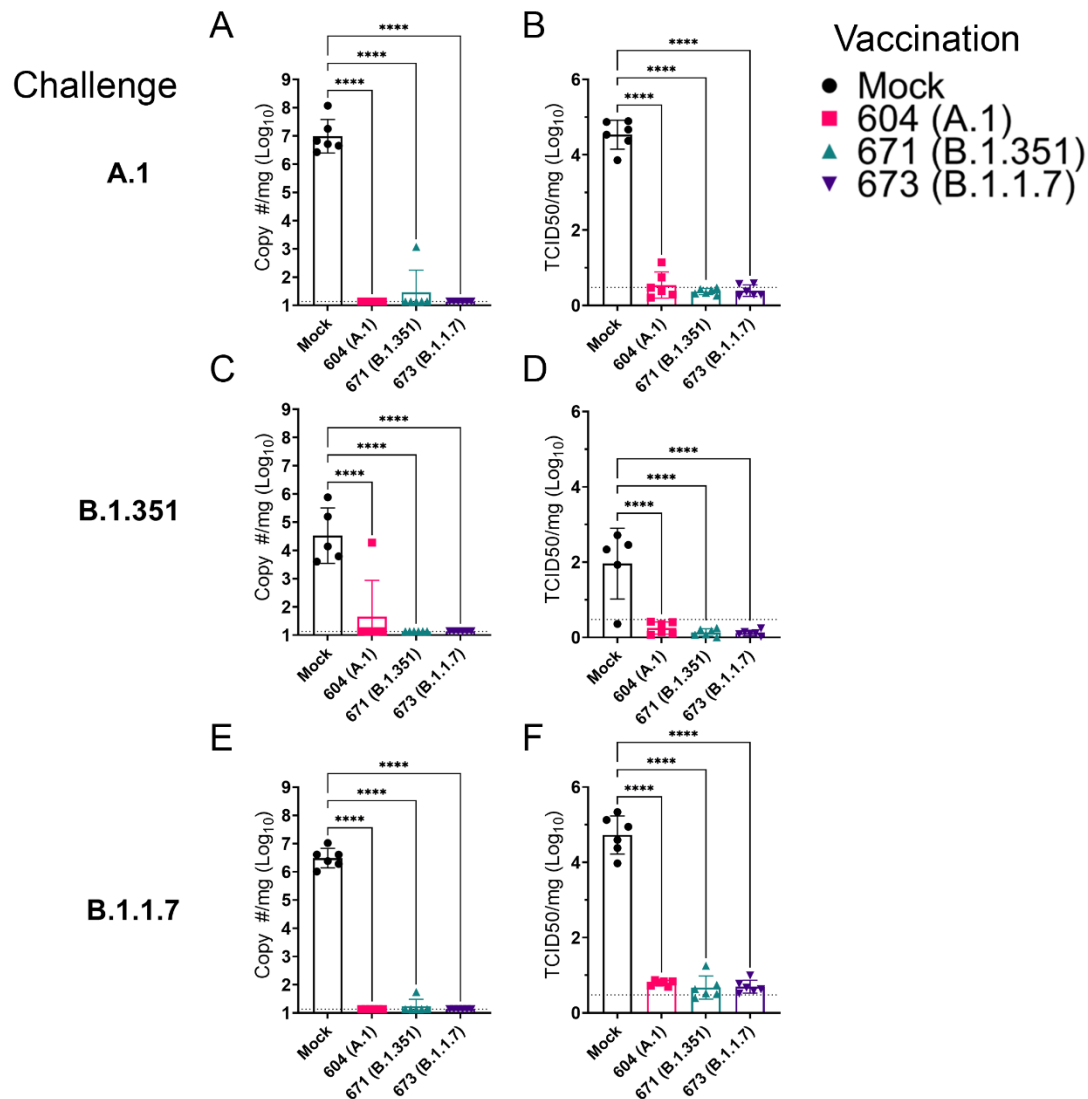 A
B
Vaccination
Mock
604 (A.1)
671 (B.1.351)
673 (B.1.1.7)
Challenge
A.1
****
****
****
Copy #/mg (Log10)
9
8
7
6
5
4
3
2
1
Mock
604 (A.1)
671 (B.1.351)
673 (B.1.1.7)
****
****
****
TCID50/mg (Log10)
6
4
2
0
Mock
604 (A.1)
671 (B.1.351)
673 (B.1.1.7)
C
D
B.1.351
****
****
****
Copy #/mg (Log10)
9
8
7
6
5
4
3
2
1
Mock
604 (A.1)
671 (B.1.351)
673 (B.1.1.7)
****
****
****
TCID50/mg (Log10)
6
4
2
0
Mock
604 (A.1)
671 (B.1.351)
673 (B.1.1.7)
E
F
B.1.1.7
****
****
****
Copy #/mg (Log10)
9
8
7
6
5
4
3
2
1
Mock
604 (A.1)
671 (B.1.351)
673 (B.1.1.7)
****
****
****
TCID50/mg (Log10)
6
4
2
0
Mock
604 (A.1)
671 (B.1.351)
673 (B.1.1.7)